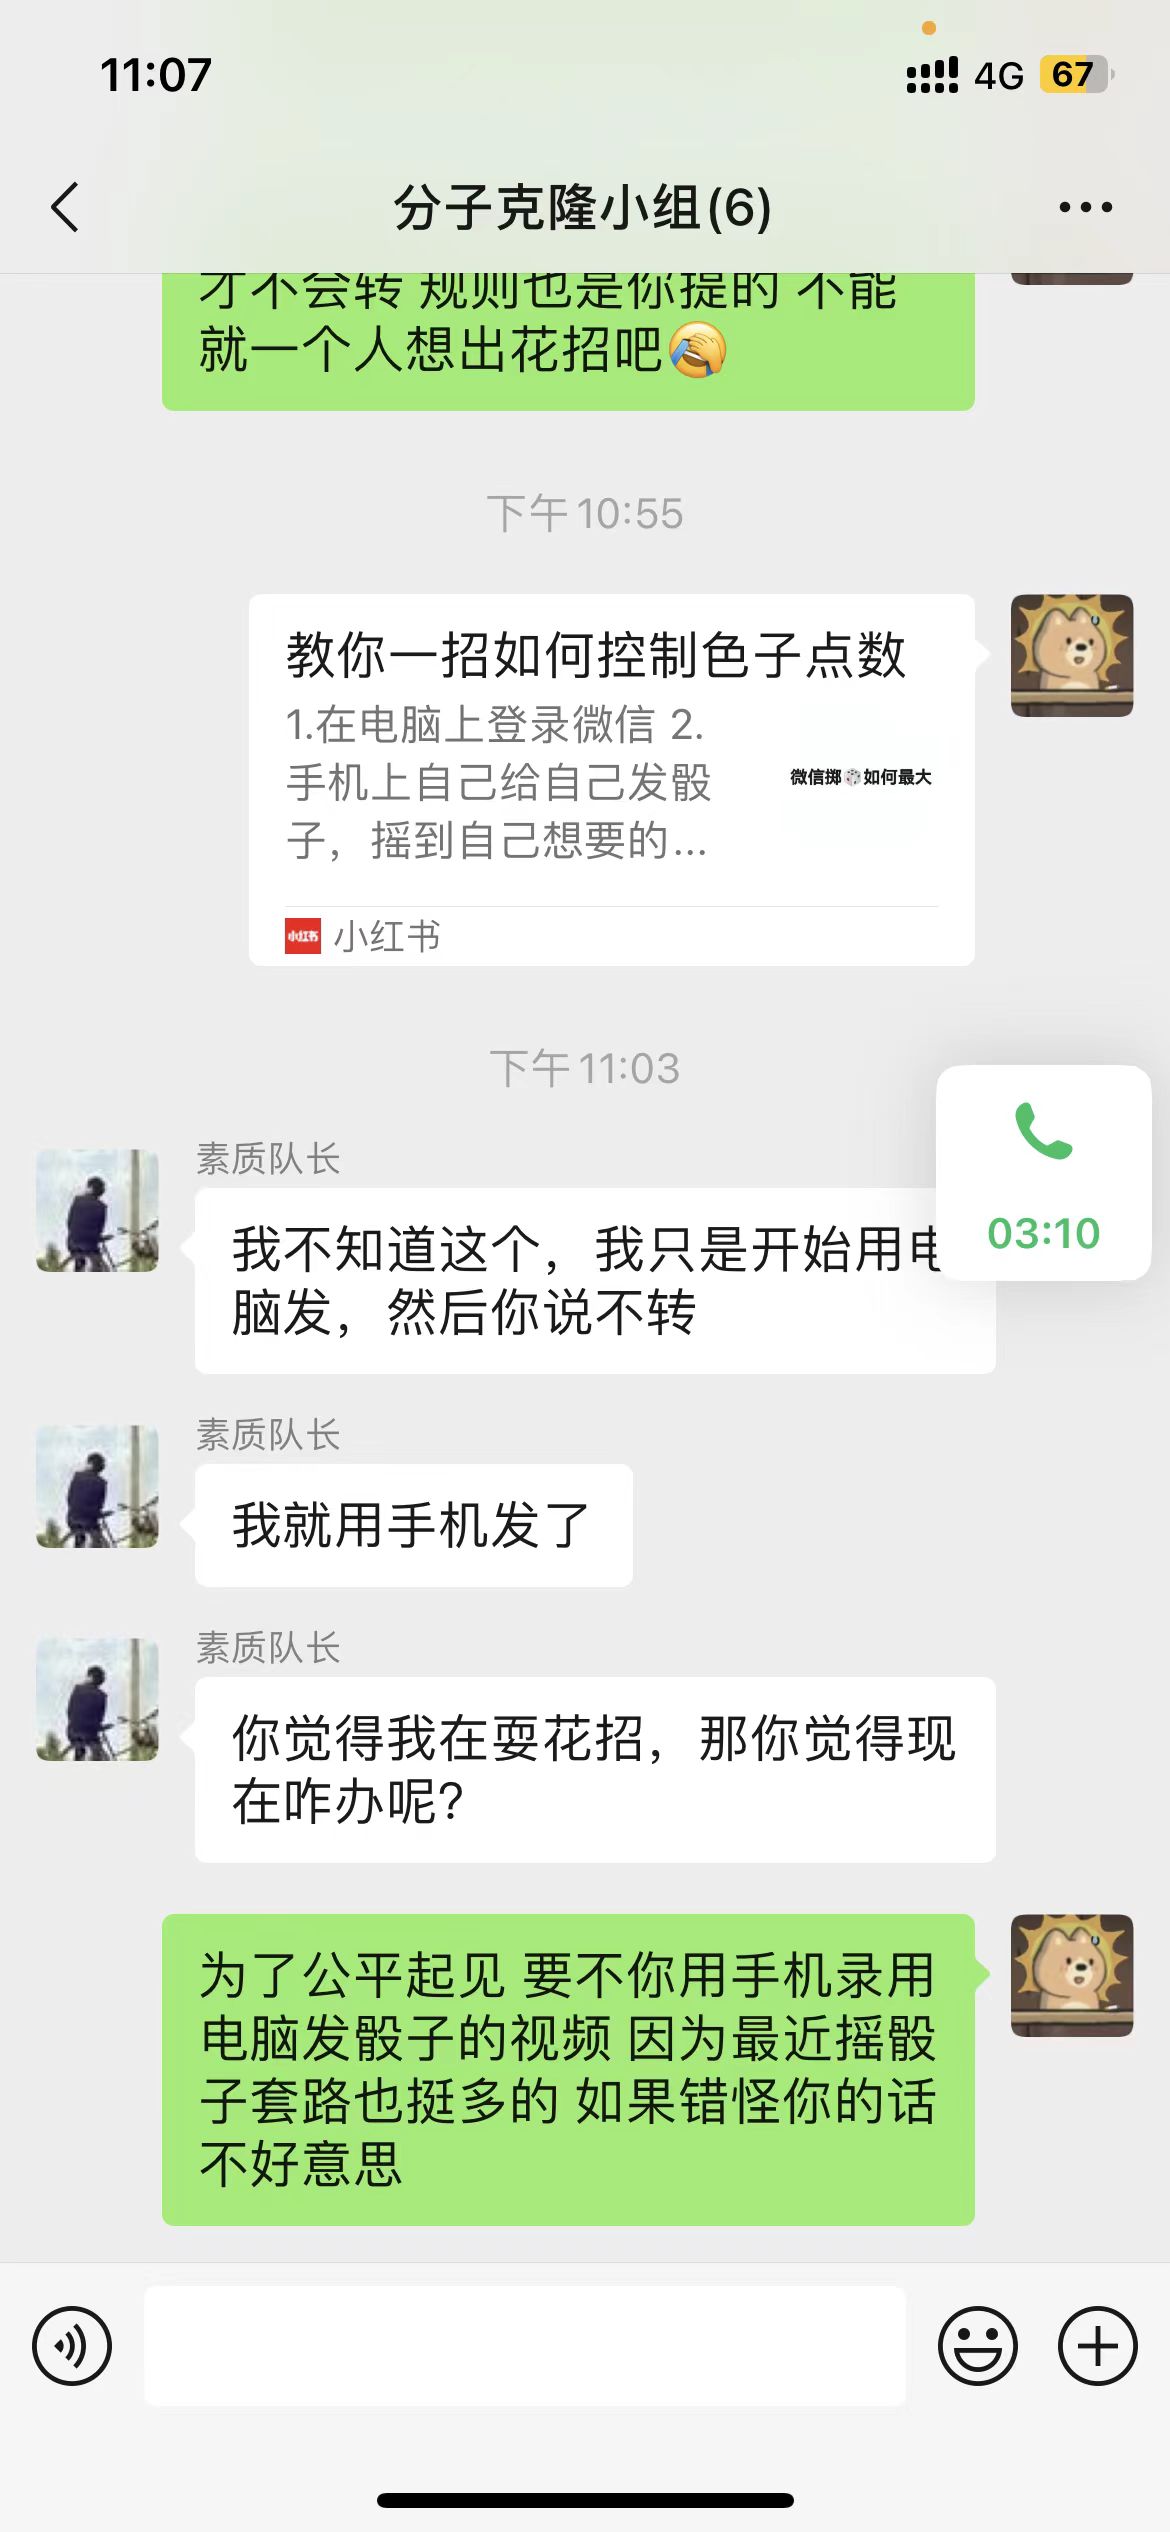 11:07
4G 67
分子克隆小组(6)
才不会转 规则也是你提的 不能
就一个人想出花招吧
下午 10:55
教你一招如何控制色子点数
1.在电脑上登录微信 2.
手机上自己给自己发骰
子，摇到自己想要的...
微信掷🎲如何最大
小红书 小红书
下午 11:03
03:10
素质队长
我不知道这个，我只是开始用电
脑发，然后你说不转
素质队长
我就用手机发了
素质队长
你觉得我在耍花招，那你觉得现
在咋办呢?
为了公平起见 要不你用手机录用
电脑发骰子的视频 因为最近摇骰
子套路也挺多的 如果错怪你的话
不好意思